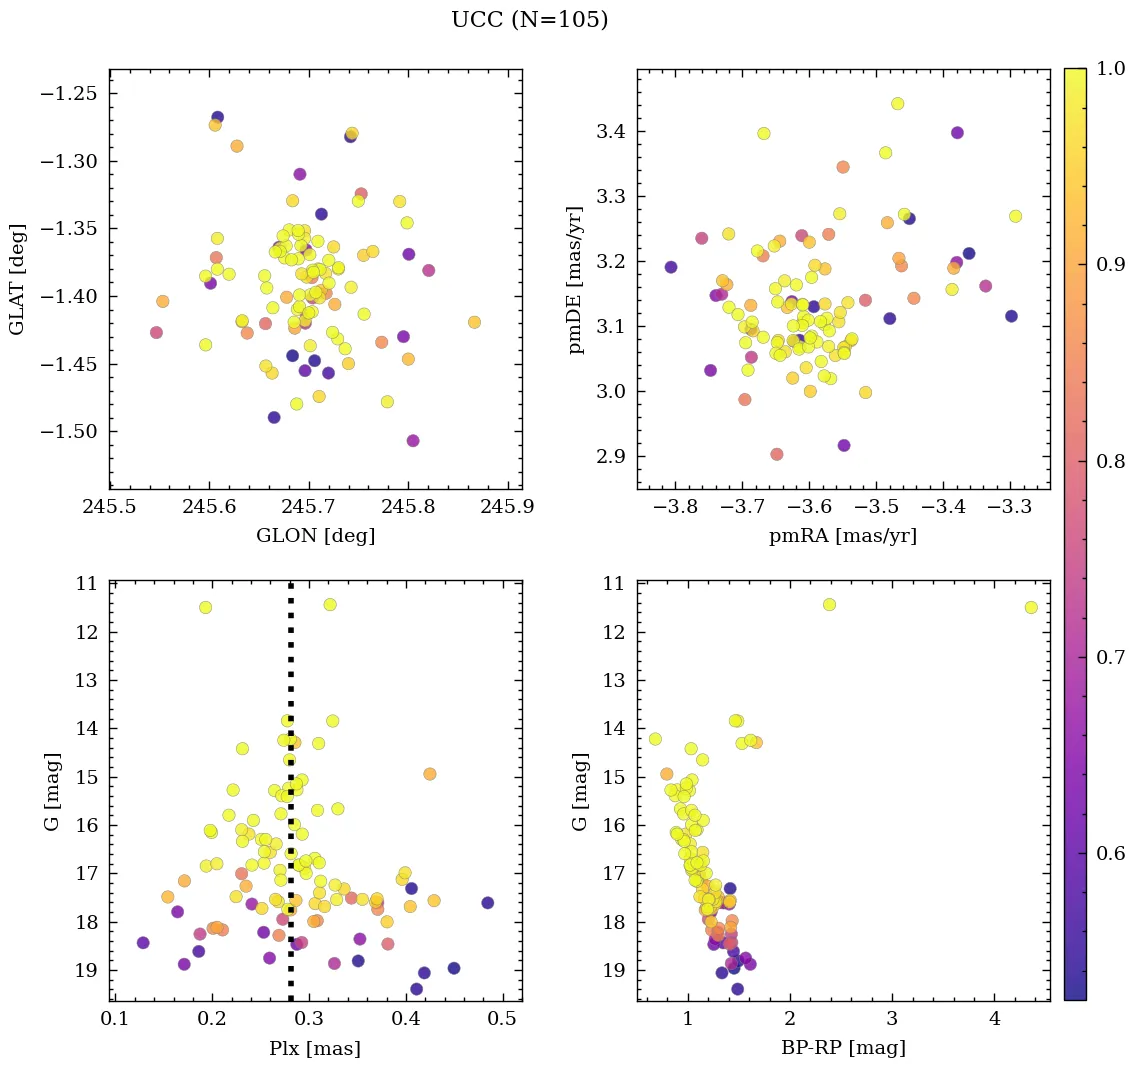 UCC (N=105)
−1.25
−1.30
−1.35
−1.40
−1.45
−1.50
GLAT [deg]
245.5 245.6 245.7 245.8 245.9
GLON [deg]
3.4
3.3
3.2
3.1
3.0
2.9
pmDE [mas/yr]
−3.8 −3.7 −3.6 −3.5 −3.4 −3.3
pmRA [mas/yr]
1.0
0.9
0.8
0.7
0.6
11
12
13
14
15
16
17
18
19
G [mag]
0.1 0.2 0.3 0.4 0.5
Plx [mas]
11
12
13
14
15
16
17
18
19
G [mag]
1 2 3 4
BP-RP [mag]